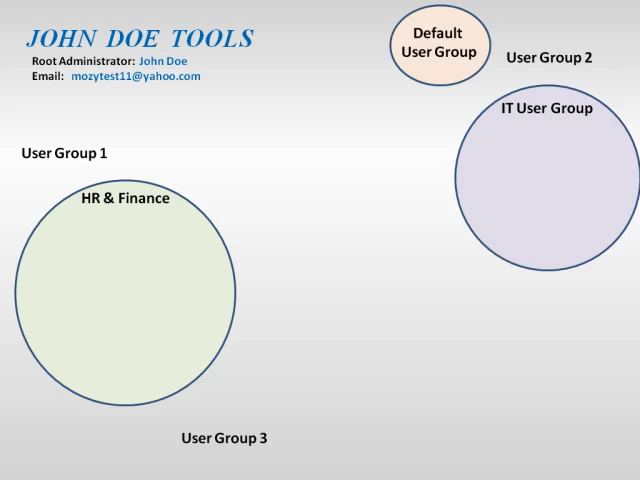 JOHN DOE TOOLS
Root Administrator: John Doe
Email: mozytest11@yahoo.com
Default
User Group
User Group 2
IT User Group
User Group 1
HR & Finance
User Group 3